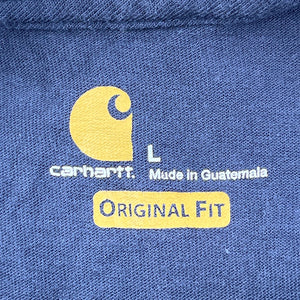 L
carhartt. Made in Guatemala
ORIGINAL FIT